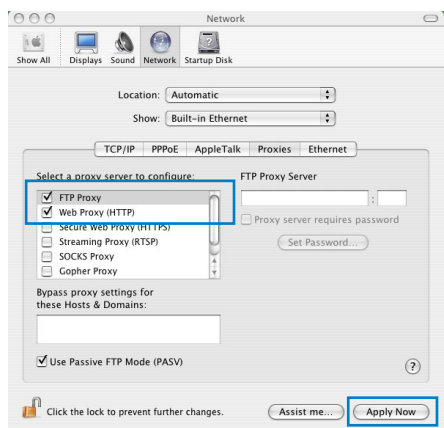 Network
Show All Displays Sound Network Startup Disk
Location: Automatic
Show: Built-in Ethernet
TCP/IP PPPoE AppleTalk Proxies Ethernet
Select a proxy server to configure: FTP Proxy Server
FTP Proxy
Web Proxy (HTTP) :
Secure Web Proxy (HTTPS) Proxy server requires password
Streaming Proxy (RTSP) Set Password...
SOCKS Proxy
Gopher Proxy
Bypass proxy settings for
these Hosts & Domains:
Use Passive FTP Mode (PASV) ?
Click the lock to prevent further changes. Assist me... Apply Now